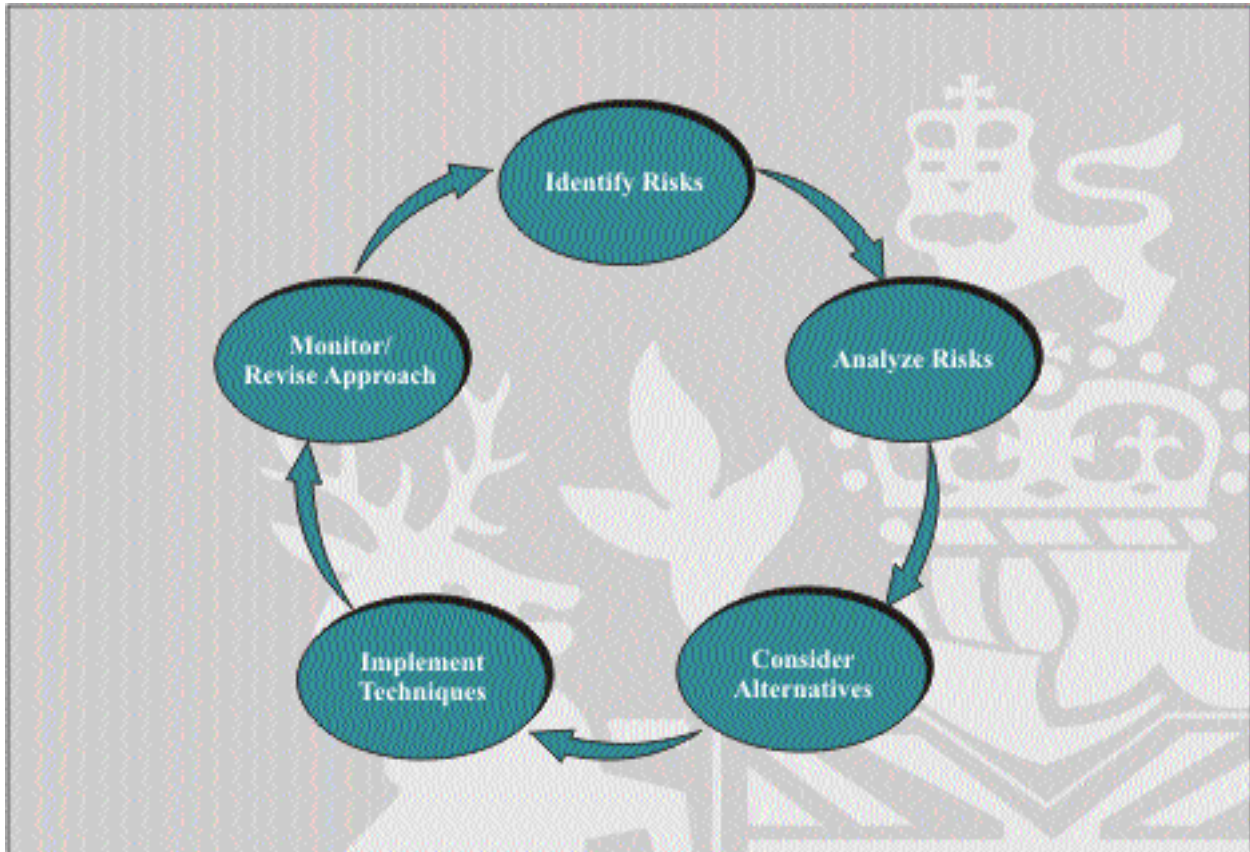 Identify Risks
Analyze Risks
Consider
Alternatives
Implement
Techniques
Monitor/
Revise Approach